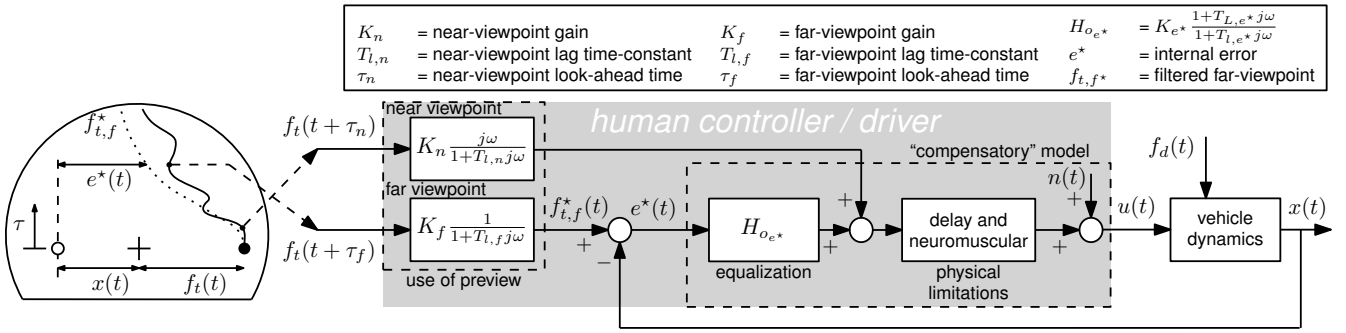 K_n = near-viewpoint gain K_f = far-viewpoint gain H_{o_{e^⋆}} = K_{e^⋆} \frac{1+T_{L,e^⋆}jω}{1+T_{l,e^⋆}jω}
T_{l,n} = near-viewpoint lag time-constant T_{l,f} = far-viewpoint lag time-constant e^⋆ = internal error
τ_n = near-viewpoint look-ahead time τ_f = far-viewpoint look-ahead time f_{t,f^⋆} = filtered far-viewpoint
f^⋆_{t,f}
e^⋆(t)
τ
x(t)
f_t(t)
f_t(t + τ_n)
f_t(t + τ_f)
near viewpoint
K_n \frac{jω}{1+T_{l,n}jω}
far viewpoint
K_f \frac{1}{1+T_{l,f}jω}
use of preview
human controller / driver
f^⋆_{t,f}(t)
+
−
e^⋆(t)
“compensatory” model
H_{o_{e^⋆}}
equalization
+
+
delay and
neuromuscular
physical
limitations
n(t)
+
+
u(t)
f_d(t)
vehicle
dynamics
x(t)